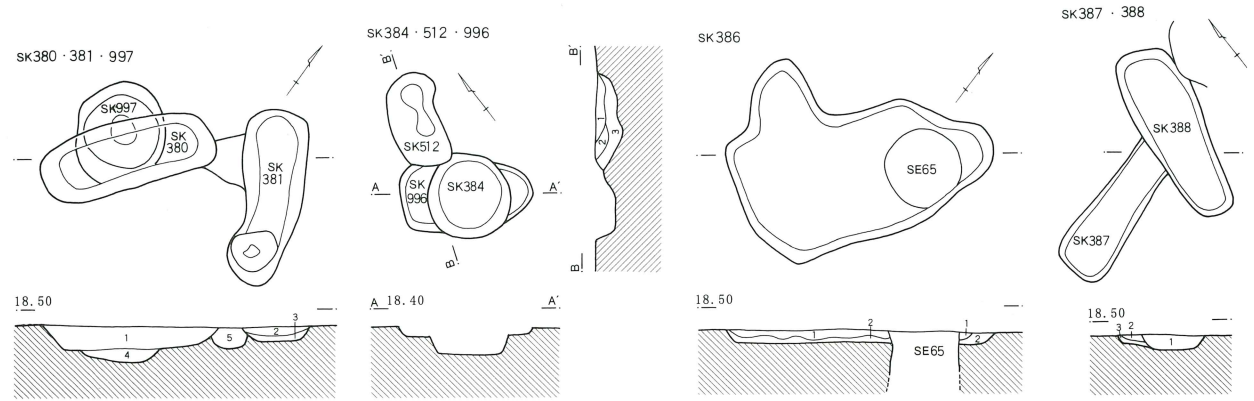 SK380・381・997
SK997
SK
380
SK
381
18.50
1
4
5
2
3
SK384・512・996
B′
SK512
SK
996
SK384
A
A′
B
B′
1
2
3
B
A 18.40
A′
SK386
SE65
18.50
1
2
SE65
1
2
SK387・388
SK388
SK387
18.50
3
2
1